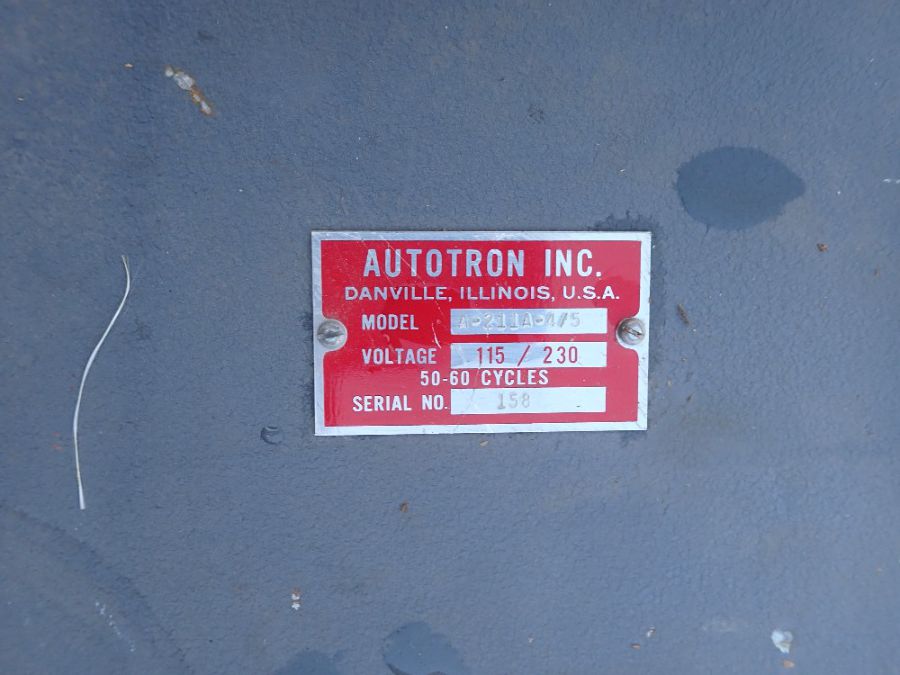 AUTOTRON INC.
DANVILLE, ILLINOIS, U.S.A.
MODEL A-211A-4/5
VOLTAGE 115 / 230
50-60 CYCLES
SERIAL NO. 158